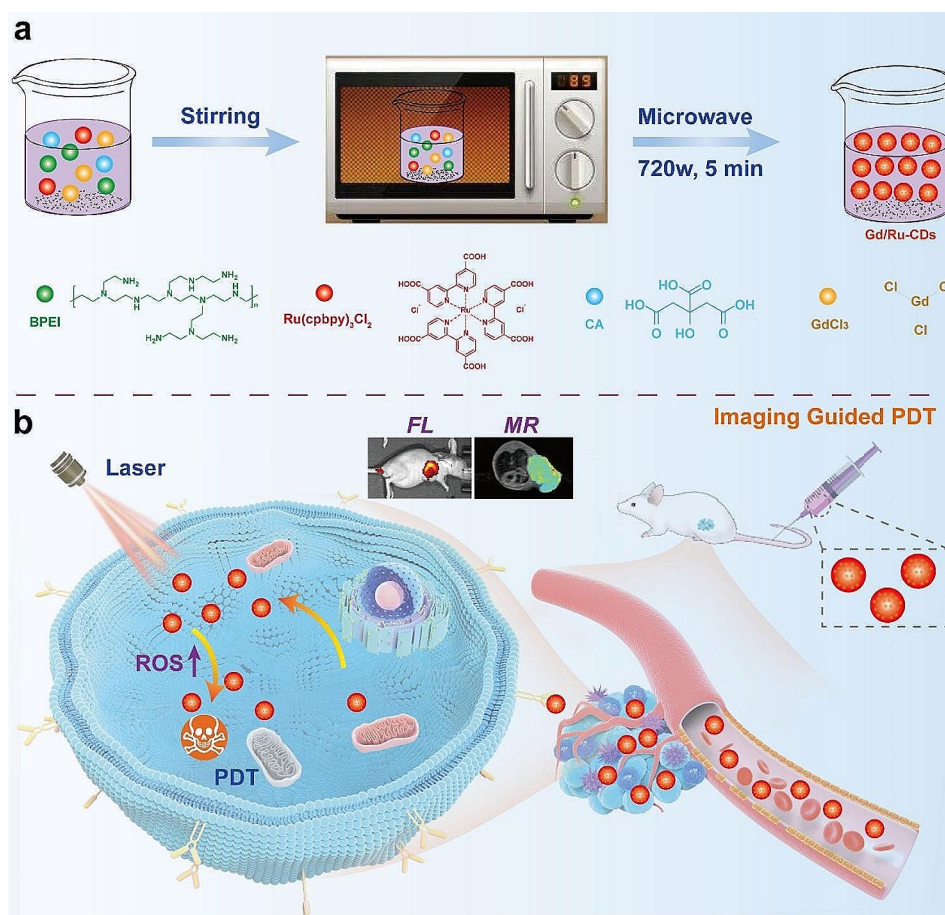 a
Stirring
89
Microwave
720w, 5 min
Gd/Ru-CDs
BPEI
NH₂
NH₂
H
N
N
N
N
N
H
N
H
N
n
N
H₂N
NH₂
Ru(cpbpy)₃Cl₂
COOH
COOH
HOOC
COOH
N
N
N
Cl⁻
Ru
Cl⁻
N
N
N
HOOC
COOH
COOH
CA
HO
O
O
OH
O
HO
OH
GdCl₃
Cl
Gd
Cl
b
FL
MR
Imaging Guided PDT
Laser
ROS
PDT